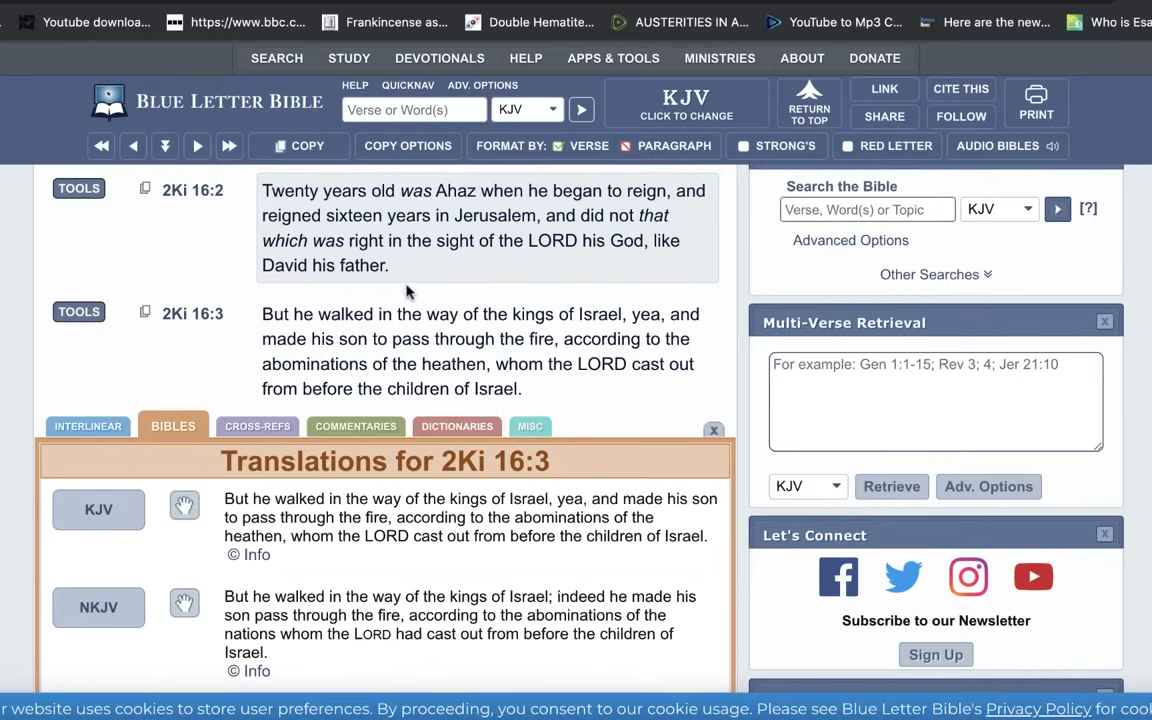 Youtube downloa...
https://www.bbc.c...
Frankincense as...
Double Hematite...
AUSTERITIES IN A...
YouTube to Mp3 C...
Here are the new...
Who is Esa
SEARCH STUDY DEVOTIONALS HELP APPS & TOOLS MINISTRIES ABOUT DONATE
BLUE LETTER BIBLE
HELP QUICKNAV ADV. OPTIONS
Verse or Word(s) KJV
KJV
CLICK TO CHANGE
RETURN
TO TOP
LINK
CITE THIS
SHARE
FOLLOW
PRINT
COPY
COPY OPTIONS
FORMAT BY: VERSE PARAGRAPH
STRONG'S
RED LETTER
AUDIO BIBLES
TOOLS
2Ki 16:2
Twenty years old was Ahaz when he began to reign, and
reigned sixteen years in Jerusalem, and did not that
which was right in the sight of the LORD his God, like
David his father.
TOOLS
2Ki 16:3
But he walked in the way of the kings of Israel, yea, and
made his son to pass through the fire, according to the
abominations of the heathen, whom the LORD cast out
from before the children of Israel.
INTERLINEAR
BIBLES
CROSS-REFS
COMMENTARIES
DICTIONARIES
MISC
X
Translations for 2Ki 16:3
KJV
But he walked in the way of the kings of Israel, yea, and made his son
to pass through the fire, according to the abominations of the
heathen, whom the LORD cast out from before the children of Israel.
© Info
NKJV
But he walked in the way of the kings of Israel; indeed he made his
son pass through the fire, according to the abominations of the
nations whom the LORD had cast out from before the children of
Israel.
© Info
Search the Bible
Verse, Word(s) or Topic KJV [?]
Advanced Options
Other Searches
Multi-Verse Retrieval X
For example: Gen 1:1-15; Rev 3; 4; Jer 21:10
KJV Retrieve Adv. Options
Let's Connect X
Subscribe to our Newsletter
Sign Up
r website uses cookies to store user preferences. By proceeding, you consent to our cookie usage. Please see Blue Letter Bible's Privacy Policy for cook